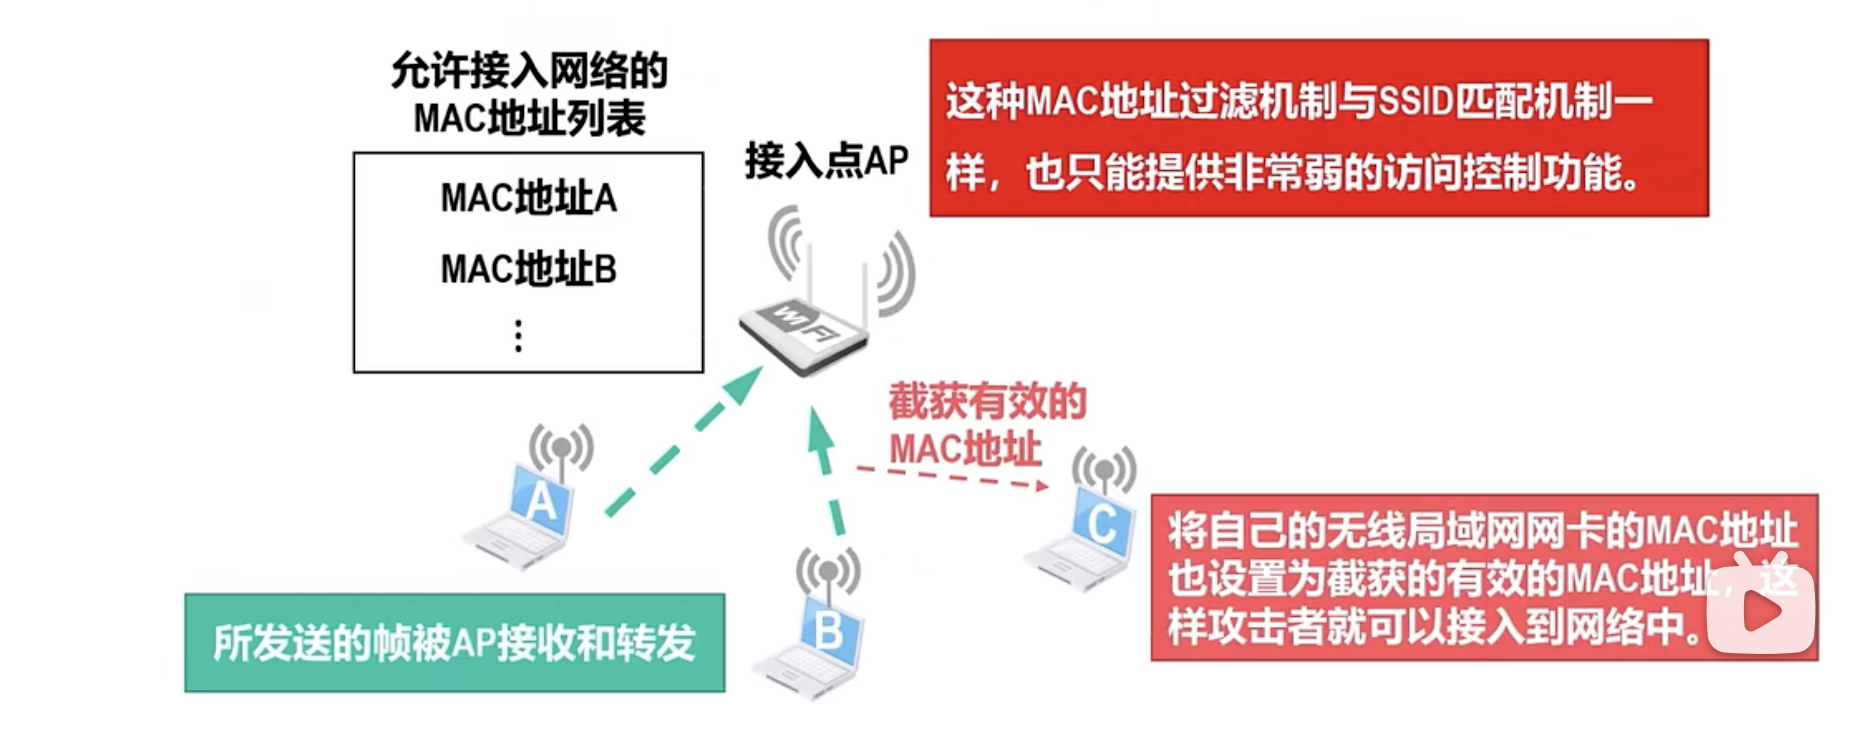 允许接入网络的
MAC地址列表
MAC地址A
MAC地址B
⋮
接入点AP
这种MAC地址过滤机制与SSID匹配机制一
样，也只能提供非常弱的访问控制功能。
WI FI
截获有效的
MAC地址
A
B
C
所发送的帧被AP接收和转发
将自己的无线局域网网卡的MAC地址
也设置为截获的有效的MAC地址，这
样攻击者就可以接入到网络中。